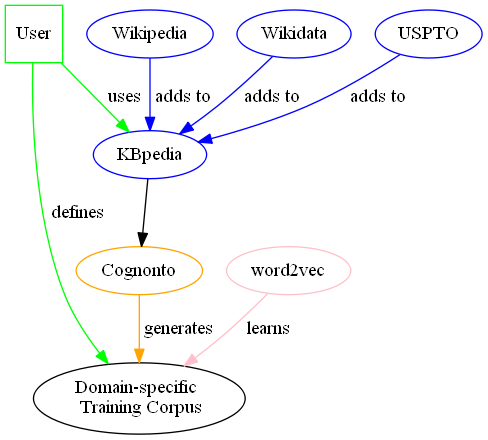 User
Wikipedia
Wikidata
USPTO
uses
adds to
adds to
adds to
KBpedia
defines
Cognonto
word2vec
generates
learns
Domain-specific
Training Corpus